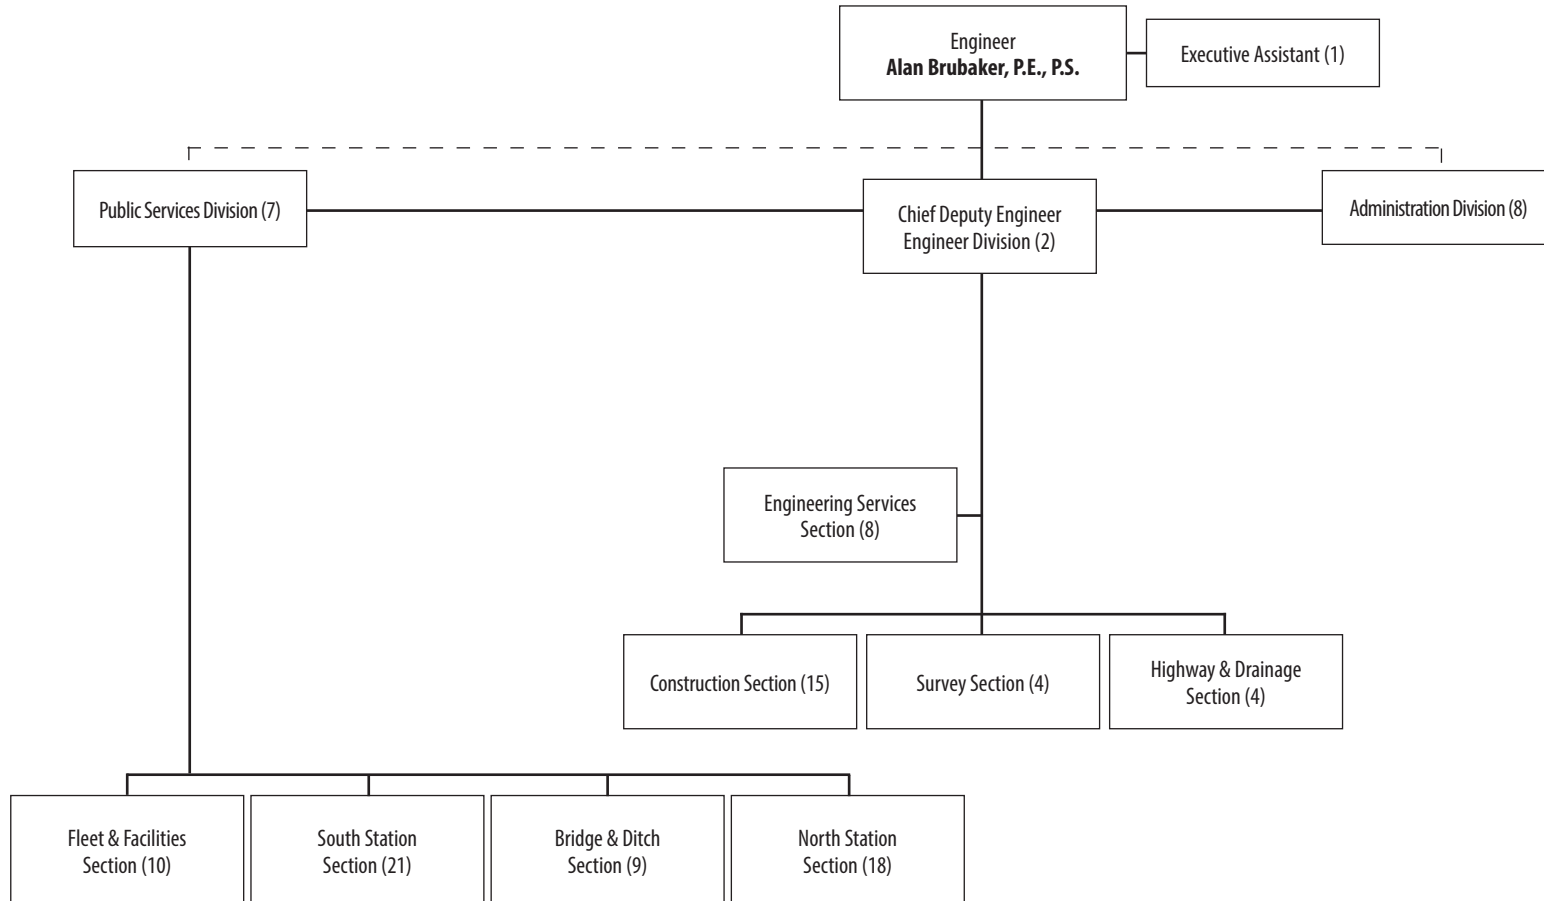 Engineer
Alan Brubaker, P.E., P.S.
Executive Assistant (1)
Public Services Division (7)
Chief Deputy Engineer
Engineer Division (2)
Administration Division (8)
Engineering Services
Section (8)
Construction Section (15)
Survey Section (4)
Highway & Drainage
Section (4)
Fleet & Facilities
Section (10)
South Station
Section (21)
Bridge & Ditch
Section (9)
North Station
Section (18)